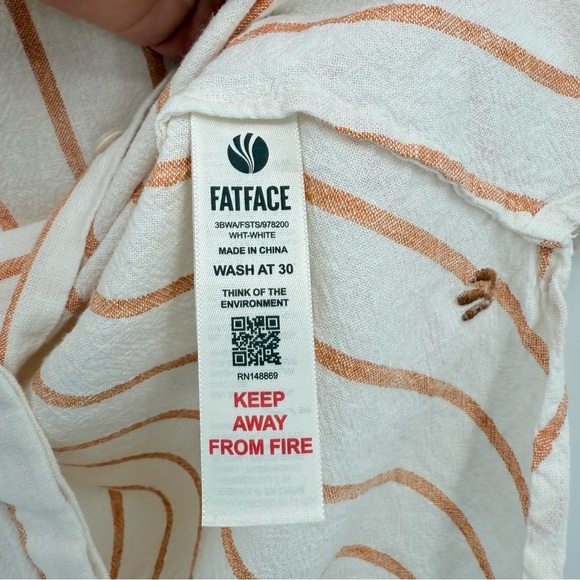 FATFACE
3BWA/FSTS/978200
WHT-WHITE
MADE IN CHINA
WASH AT 30
THINK OF THE
ENVIRONMENT
RN148869
KEEP
AWAY
FROM FIRE